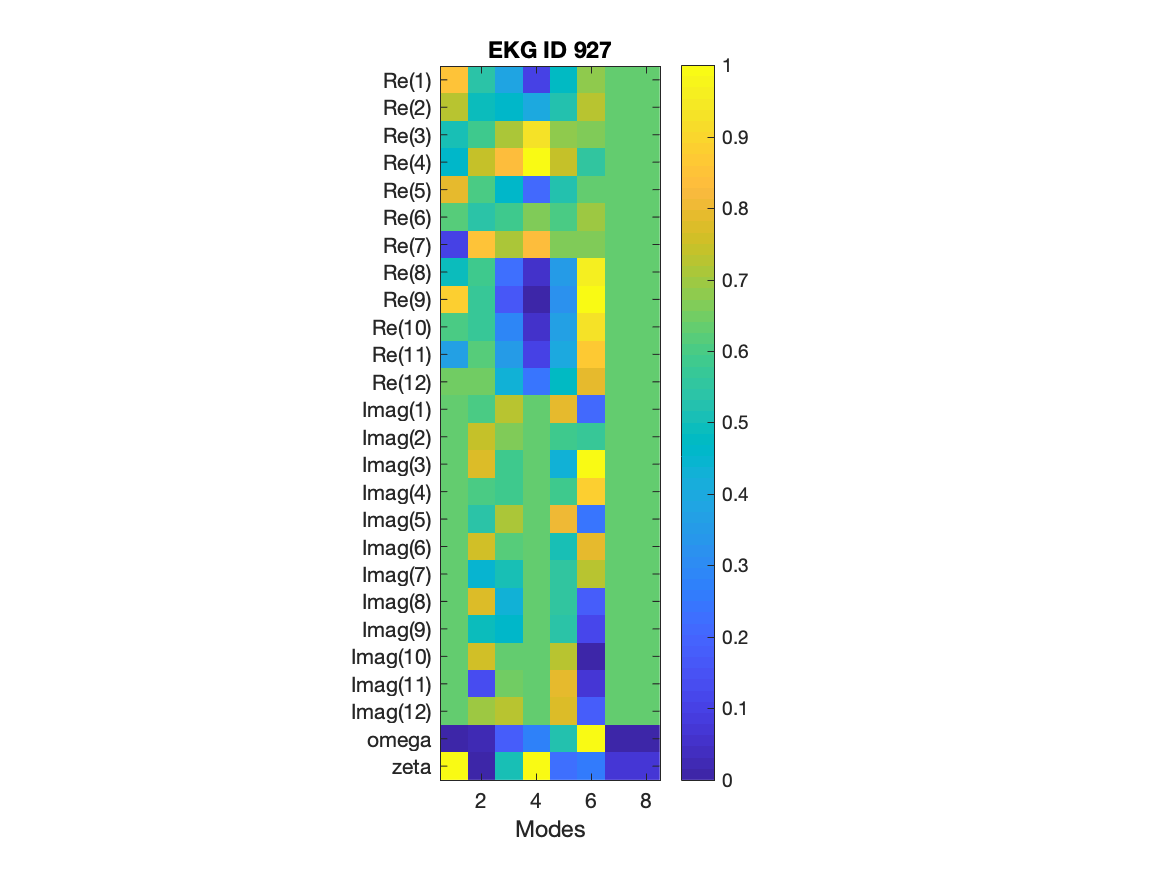 EKG ID 927
Re(1)
Re(2)
Re(3)
Re(4)
Re(5)
Re(6)
Re(7)
Re(8)
Re(9)
Re(10)
Re(11)
Re(12)
Imag(1)
Imag(2)
Imag(3)
Imag(4)
Imag(5)
Imag(6)
Imag(7)
Imag(8)
Imag(9)
Imag(10)
Imag(11)
Imag(12)
omega
zeta
2 4 6 8
Modes
1
0.9
0.8
0.7
0.6
0.5
0.4
0.3
0.2
0.1
0